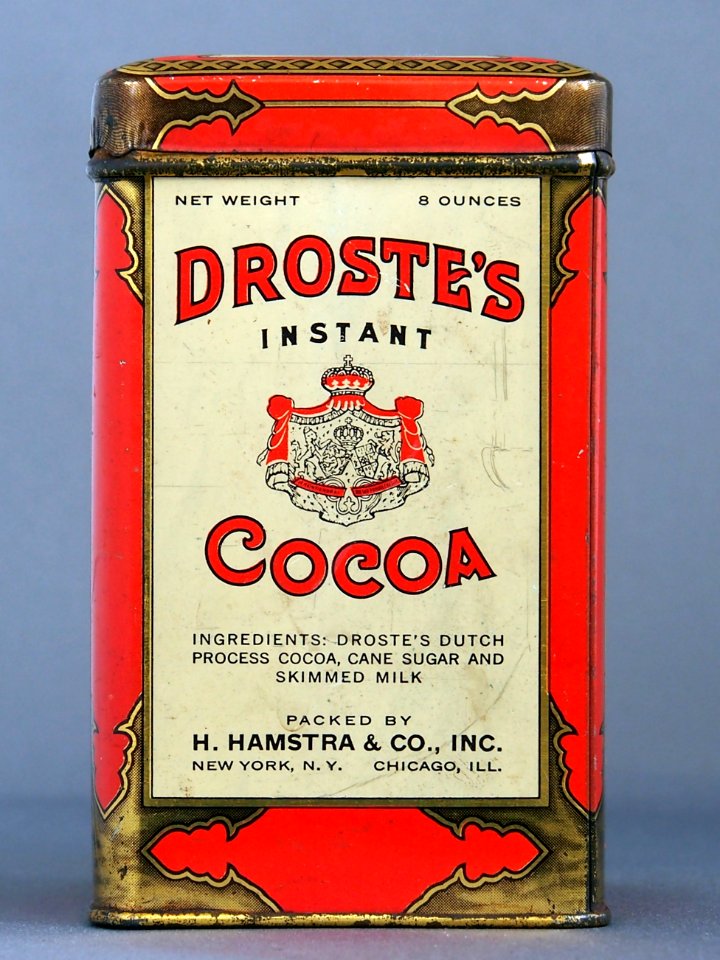 NET WEIGHT 8 OUNCES
DROSTE'S
INSTANT
COCOA
INGREDIENTS: DROSTE'S DUTCH
PROCESS COCOA, CANE SUGAR AND
SKIMMED MILK
PACKED BY
H. HAMSTRA & CO., INC.
NEW YORK, N. Y. CHICAGO, ILL.